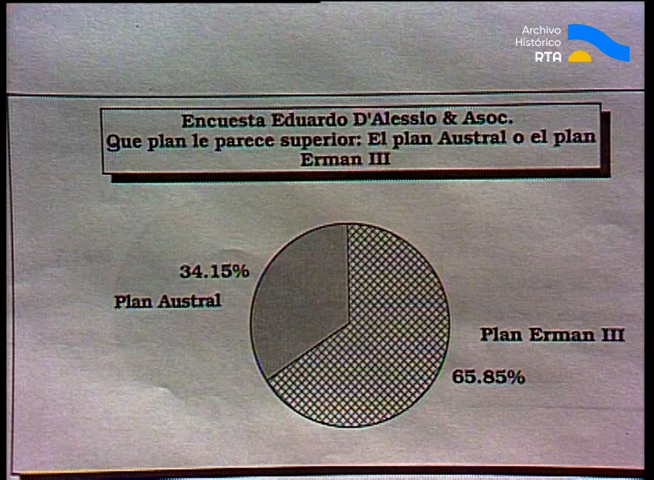 Archivo
Histórico
RTA
Encuesta Eduardo D'Alessio & Asoc.
Que plan le parece superior: El plan Austral o el plan
Erman III
34.15%
Plan Austral
Plan Erman III
65.85%